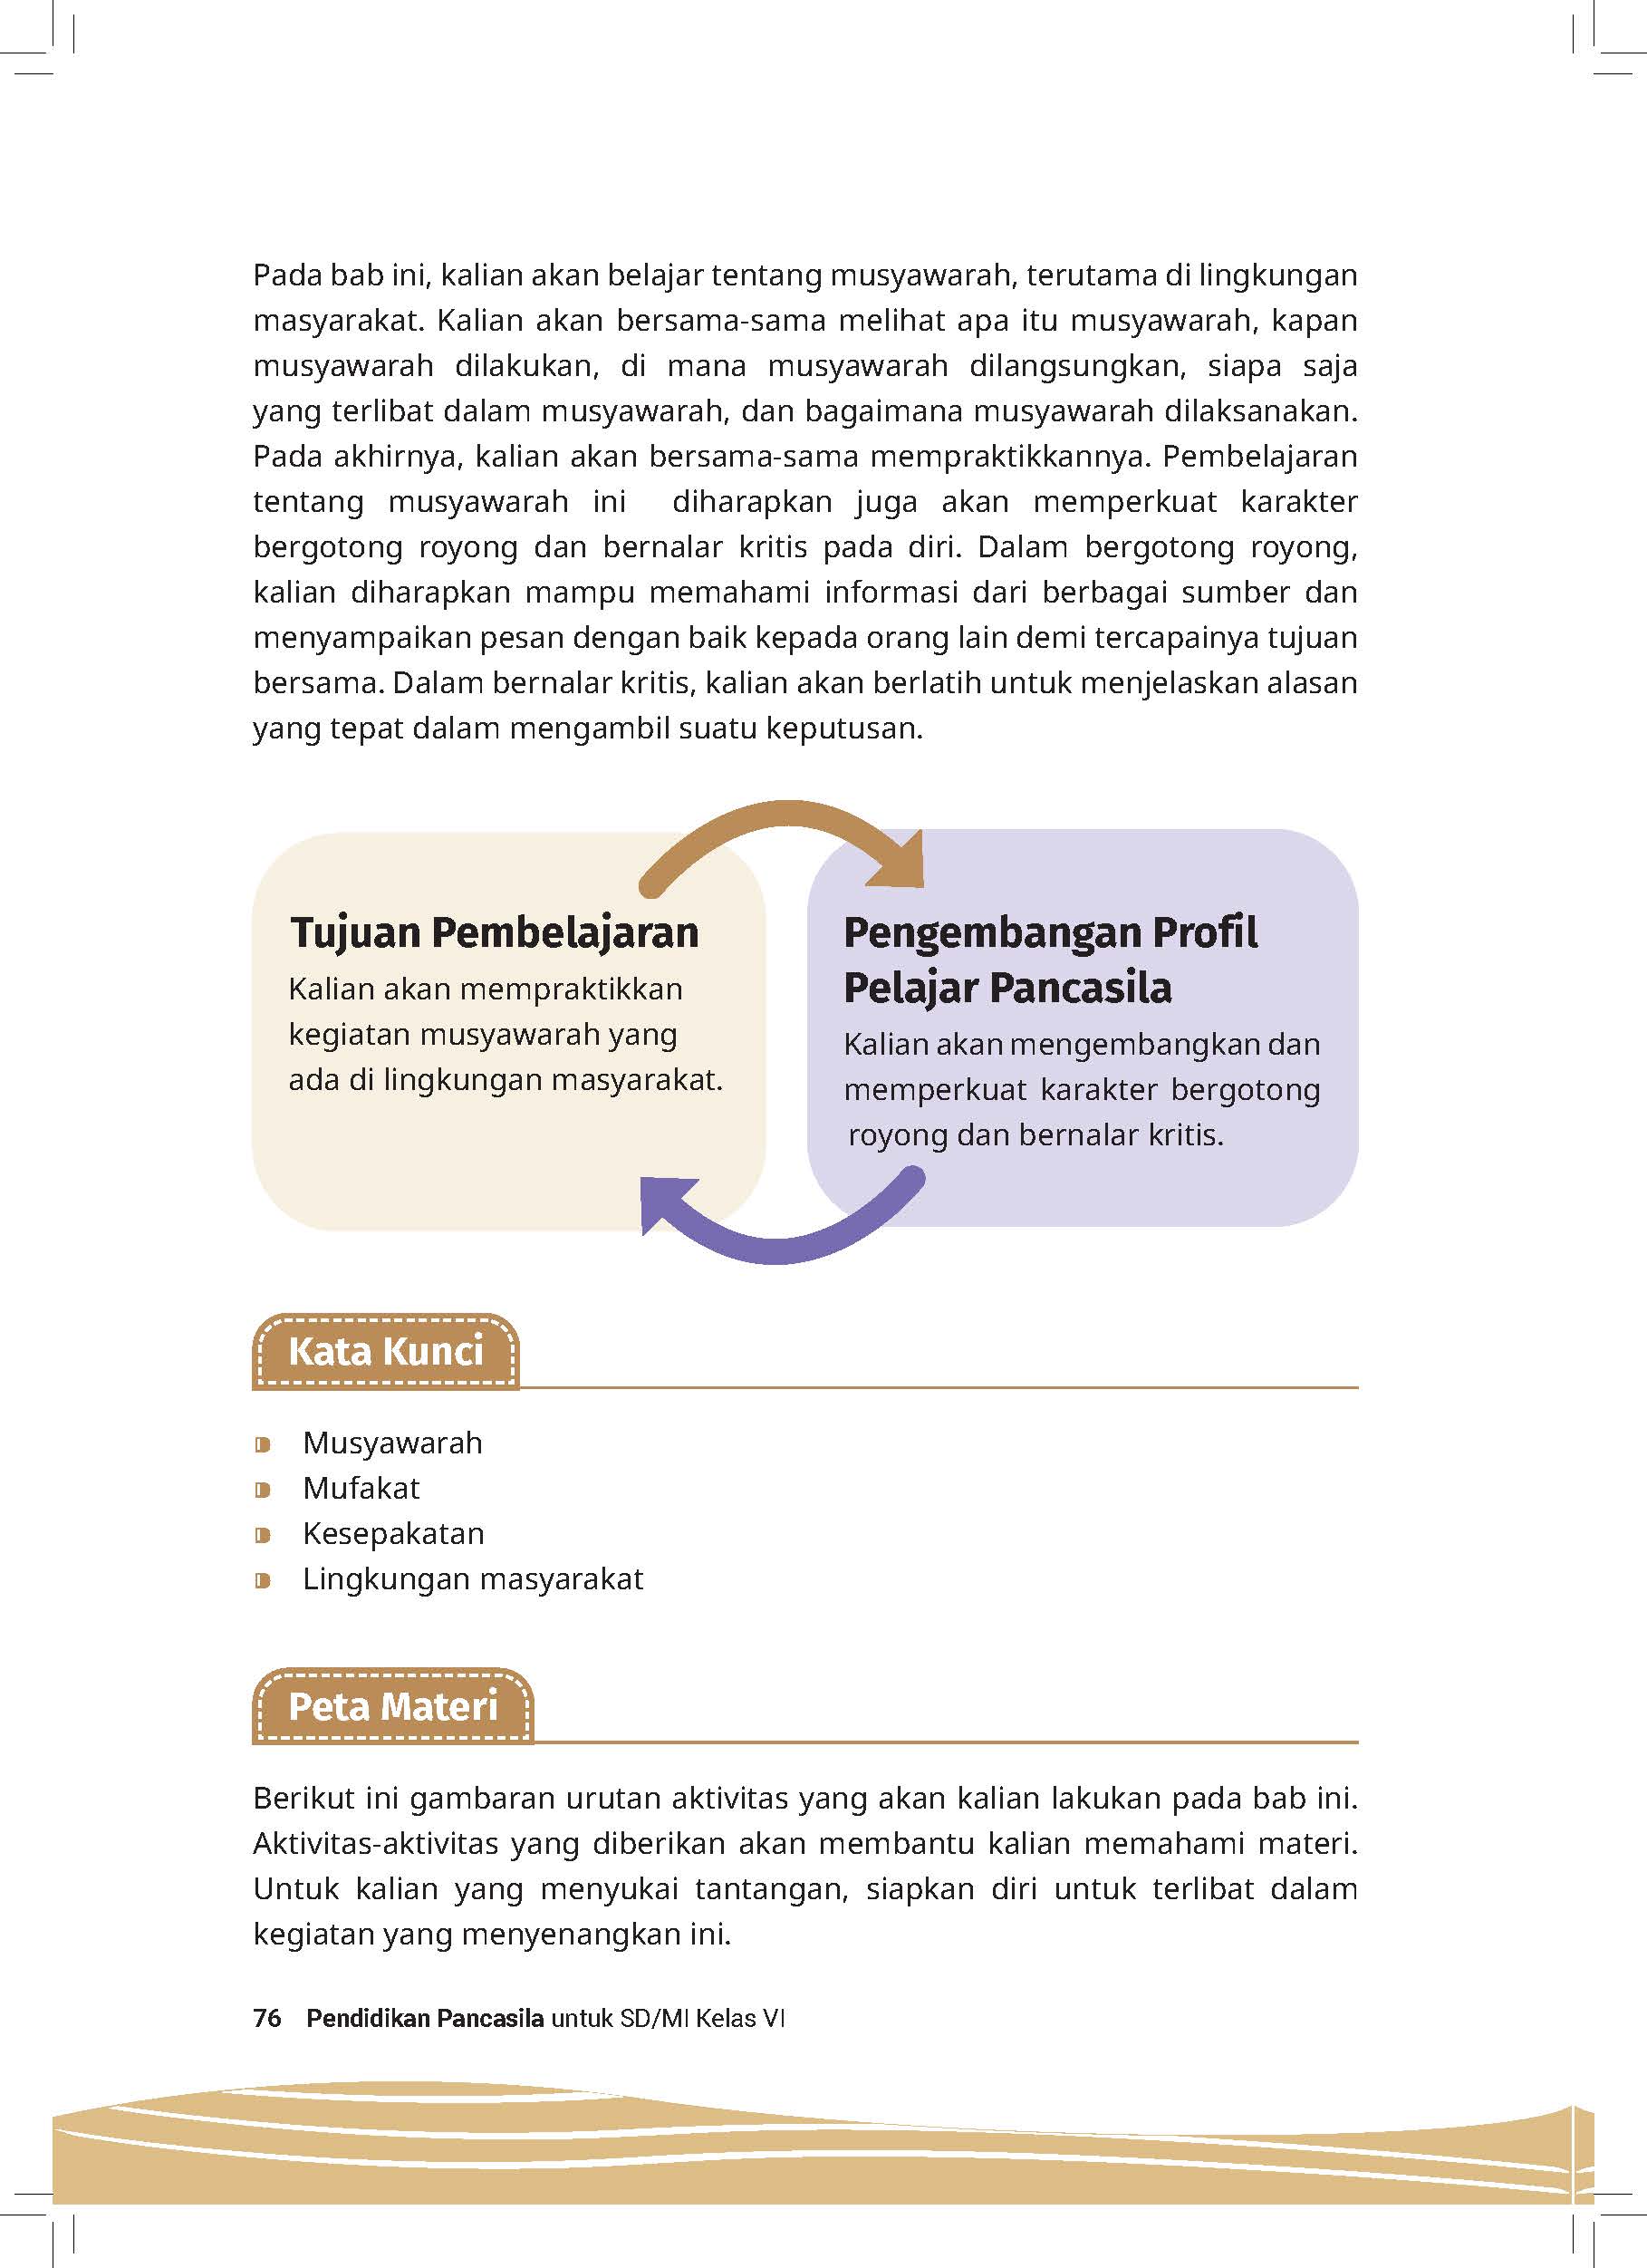 Pada bab ini, kalian akan belajar tentang musyawarah, terutama di lingkungan
masyarakat. Kalian akan bersama-sama melihat apa itu musyawarah, kapan
musyawarah dilakukan, di mana musyawarah dilangsungkan, siapa saja
yang terlibat dalam musyawarah, dan bagaimana musyawarah dilaksanakan.
Pada akhirnya, kalian akan bersama-sama mempraktikkannya. Pembelajaran
tentang musyawarah ini diharapkan juga akan memperkuat karakter
bergotong royong dan bernalar kritis pada diri. Dalam bergotong royong,
kalian diharapkan mampu memahami informasi dari berbagai sumber dan
menyampaikan pesan dengan baik kepada orang lain demi tercapainya tujuan
bersama. Dalam bernalar kritis, kalian akan berlatih untuk menjelaskan alasan
yang tepat dalam mengambil suatu keputusan.
Tujuan Pembelajaran
Kalian akan mempraktikkan
kegiatan musyawarah yang
ada di lingkungan masyarakat.
Pengembangan Profil
Pelajar Pancasila
Kalian akan mengembangkan dan
memperkuat karakter bergotong
royong dan bernalar kritis.
Kata Kunci
Musyawarah
Mufakat
Kesepakatan
Lingkungan masyarakat
Peta Materi
Berikut ini gambaran urutan aktivitas yang akan kalian lakukan pada bab ini.
Aktivitas-aktivitas yang diberikan akan membantu kalian memahami materi.
Untuk kalian yang menyukai tantangan, siapkan diri untuk terlibat dalam
kegiatan yang menyenangkan ini.
76 Pendidikan Pancasila untuk SD/MI Kelas VI